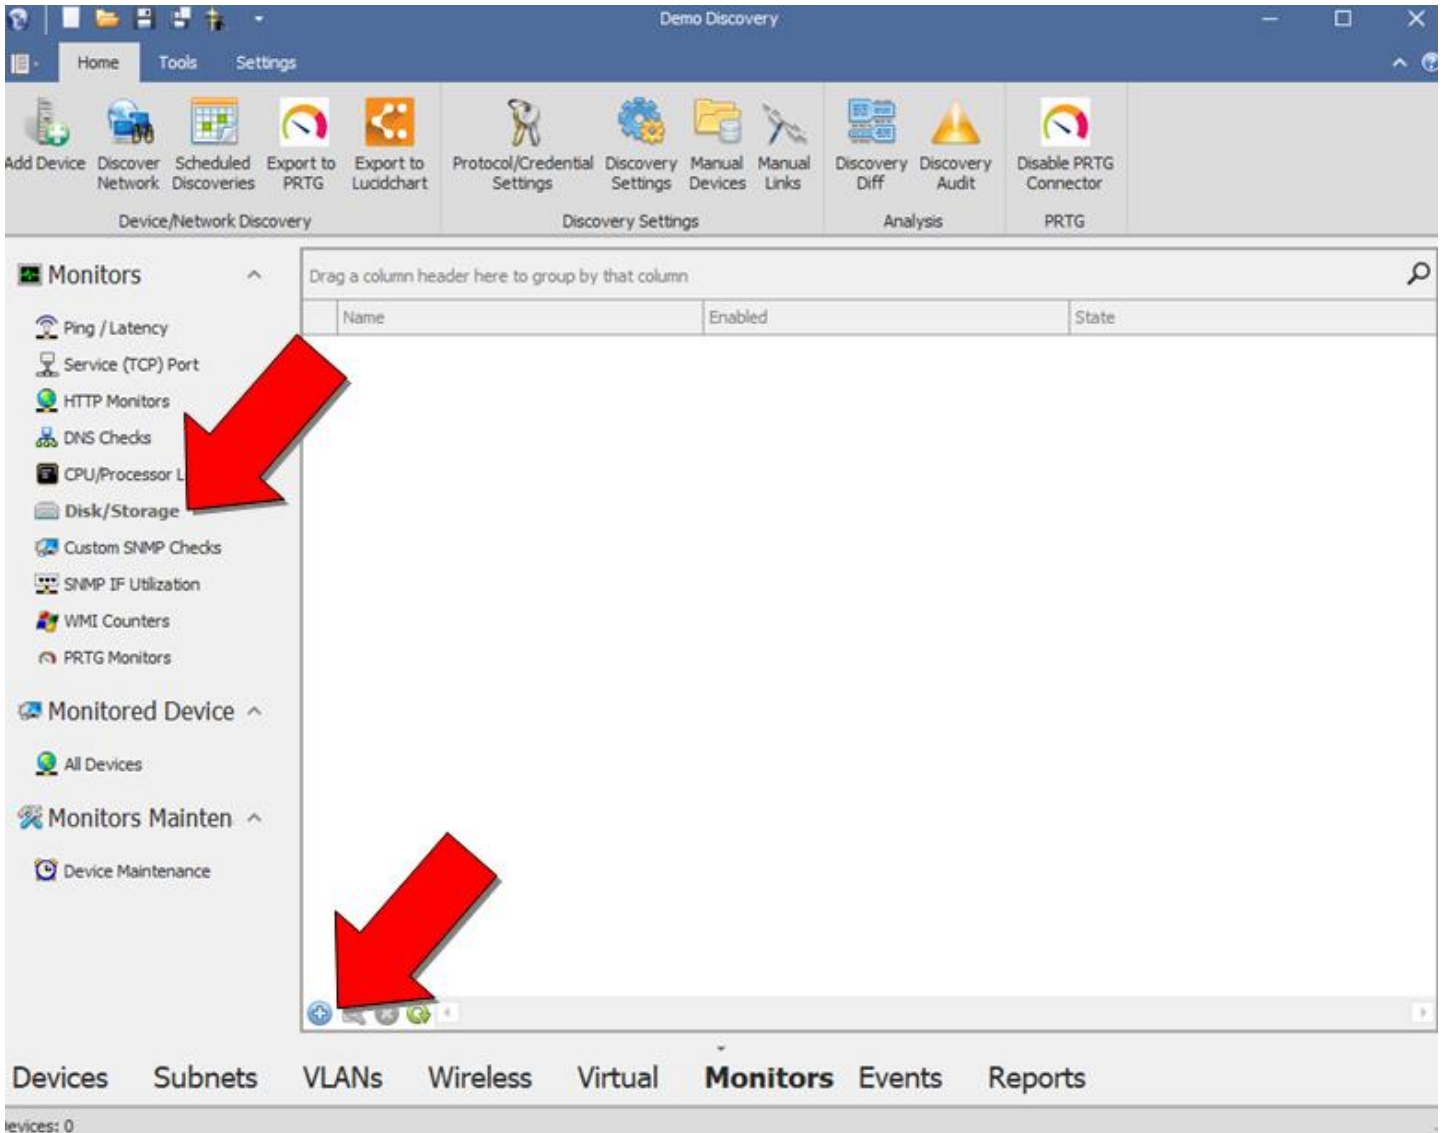 Demo Discovery
Home Tools Settings
Add Device
Discover Network
Scheduled Discoveries
Export to PRTG
Export to Lucidchart
Protocol/Credential Settings
Discovery Settings
Manual Devices
Manual Links
Discovery Diff
Discovery Audit
Disable PRTG Connector
Device/Network Discovery
Discovery Settings
Analysis
PRTG
Monitors
Ping / Latency
Service (TCP) Port
HTTP Monitors
DNS Checks
CPU/Processor L
Disk/Storage
Custom SNMP Checks
SNMP IF Utilization
WMI Counters
PRTG Monitors
Monitored Device
All Devices
Monitors Mainten
Device Maintenance
Drag a column header here to group by that column
Name Enabled State
Devices Subnets VLANs Wireless Virtual Monitors Events Reports
evices: 0